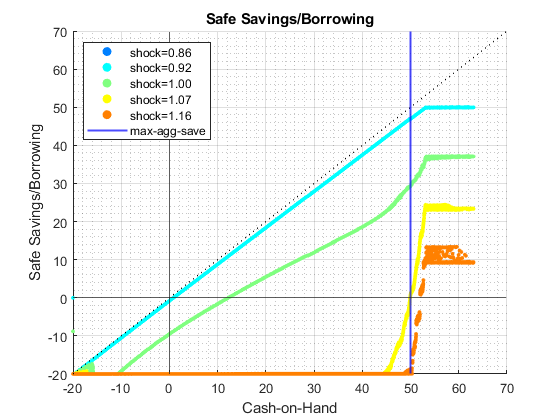 Safe Savings/Borrowing
70
60
50
40
30
20
10
0
-10
-20
Safe Savings/Borrowing
shock=0.86
shock=0.92
shock=1.00
shock=1.07
shock=1.16
max-agg-save
-20 -10 0 10 20 30 40 50 60 70
Cash-on-Hand